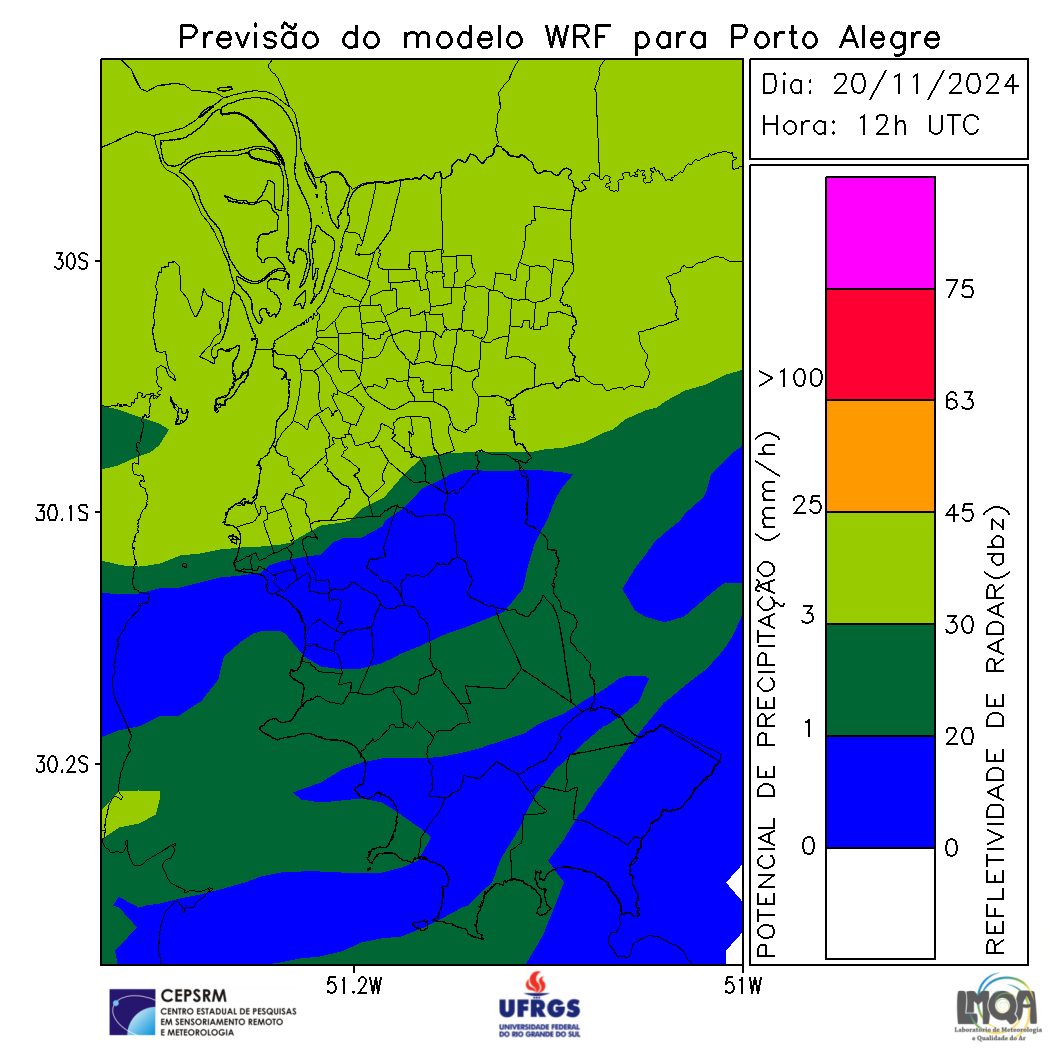 Previsão do modelo WRF para Porto Alegre
Dia: 20/11/2024
Hora: 12h UTC
30S
30.1S
30.2S
51.2W
51W
POTENCIAL DE PRECIPITAÇÃO (mm/h)
>100
25
3
1
0
75
63
45
30
20
0
REFLETIVIDADE DE RADAR(dbz)
CEPSRM
CENTRO ESTADUAL DE PESQUISAS
EM SENSORIAMENTO REMOTO
E METEOROLOGIA
UFRGS
UNIVERSIDADE FEDERAL
DO RIO GRANDE DO SUL
LMQA
Laboratório de Meteorologia
e Qualidade do Ar